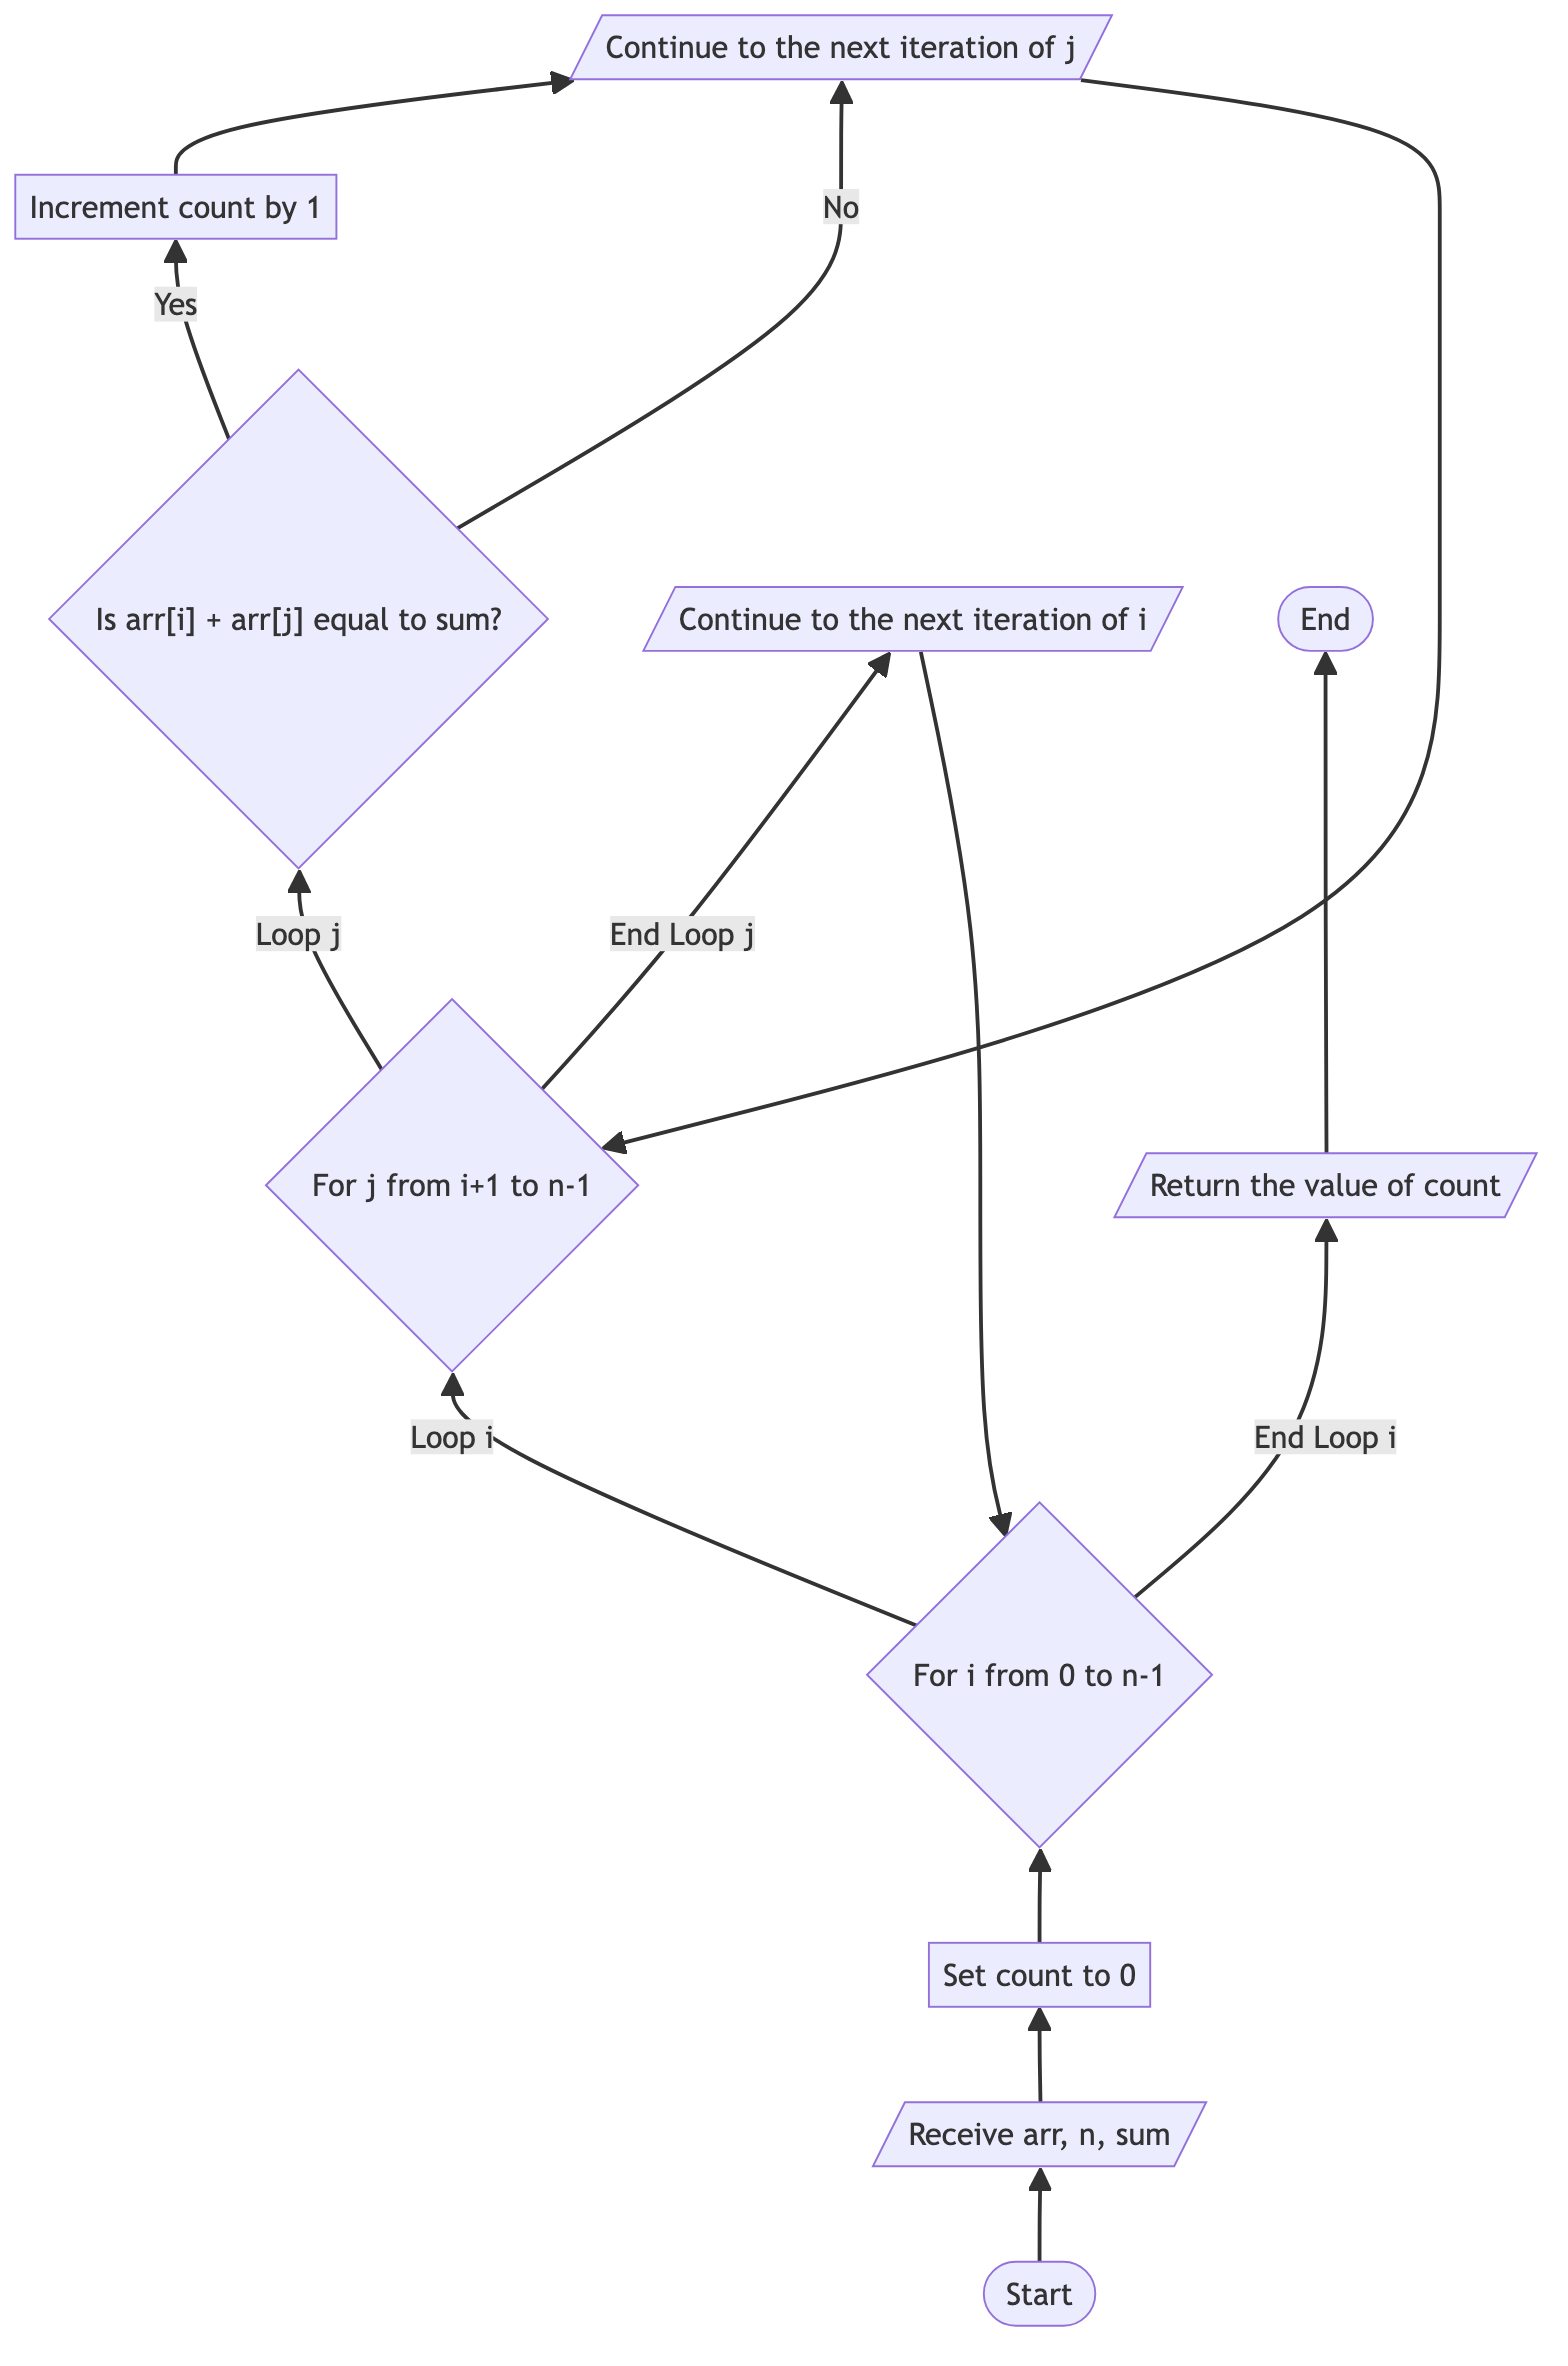 Continue to the next iteration of j
Increment count by 1
No
Yes
Is arr[i] + arr[j] equal to sum?
Continue to the next iteration of i
End
Loop j
End Loop j
For j from i+1 to n-1
Return the value of count
Loop i
End Loop i
For i from 0 to n-1
Set count to 0
Receive arr, n, sum
Start